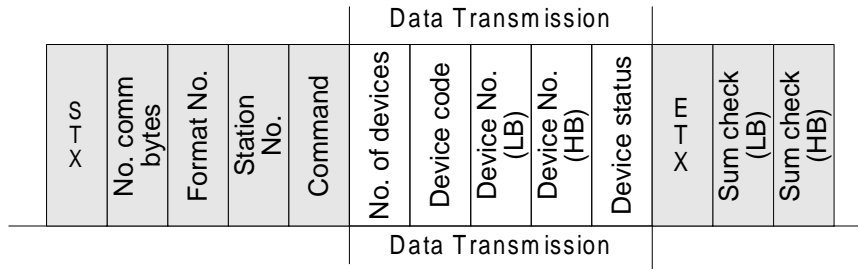 Data Transmission
S
T
X
No. comm
bytes
Format No.
Station
No.
Command
No. of devices
Device code
Device No.
(LB)
Device No.
(HB)
Device status
E
T
X
Sum check
(LB)
Sum check
(HB)
Data Transmission